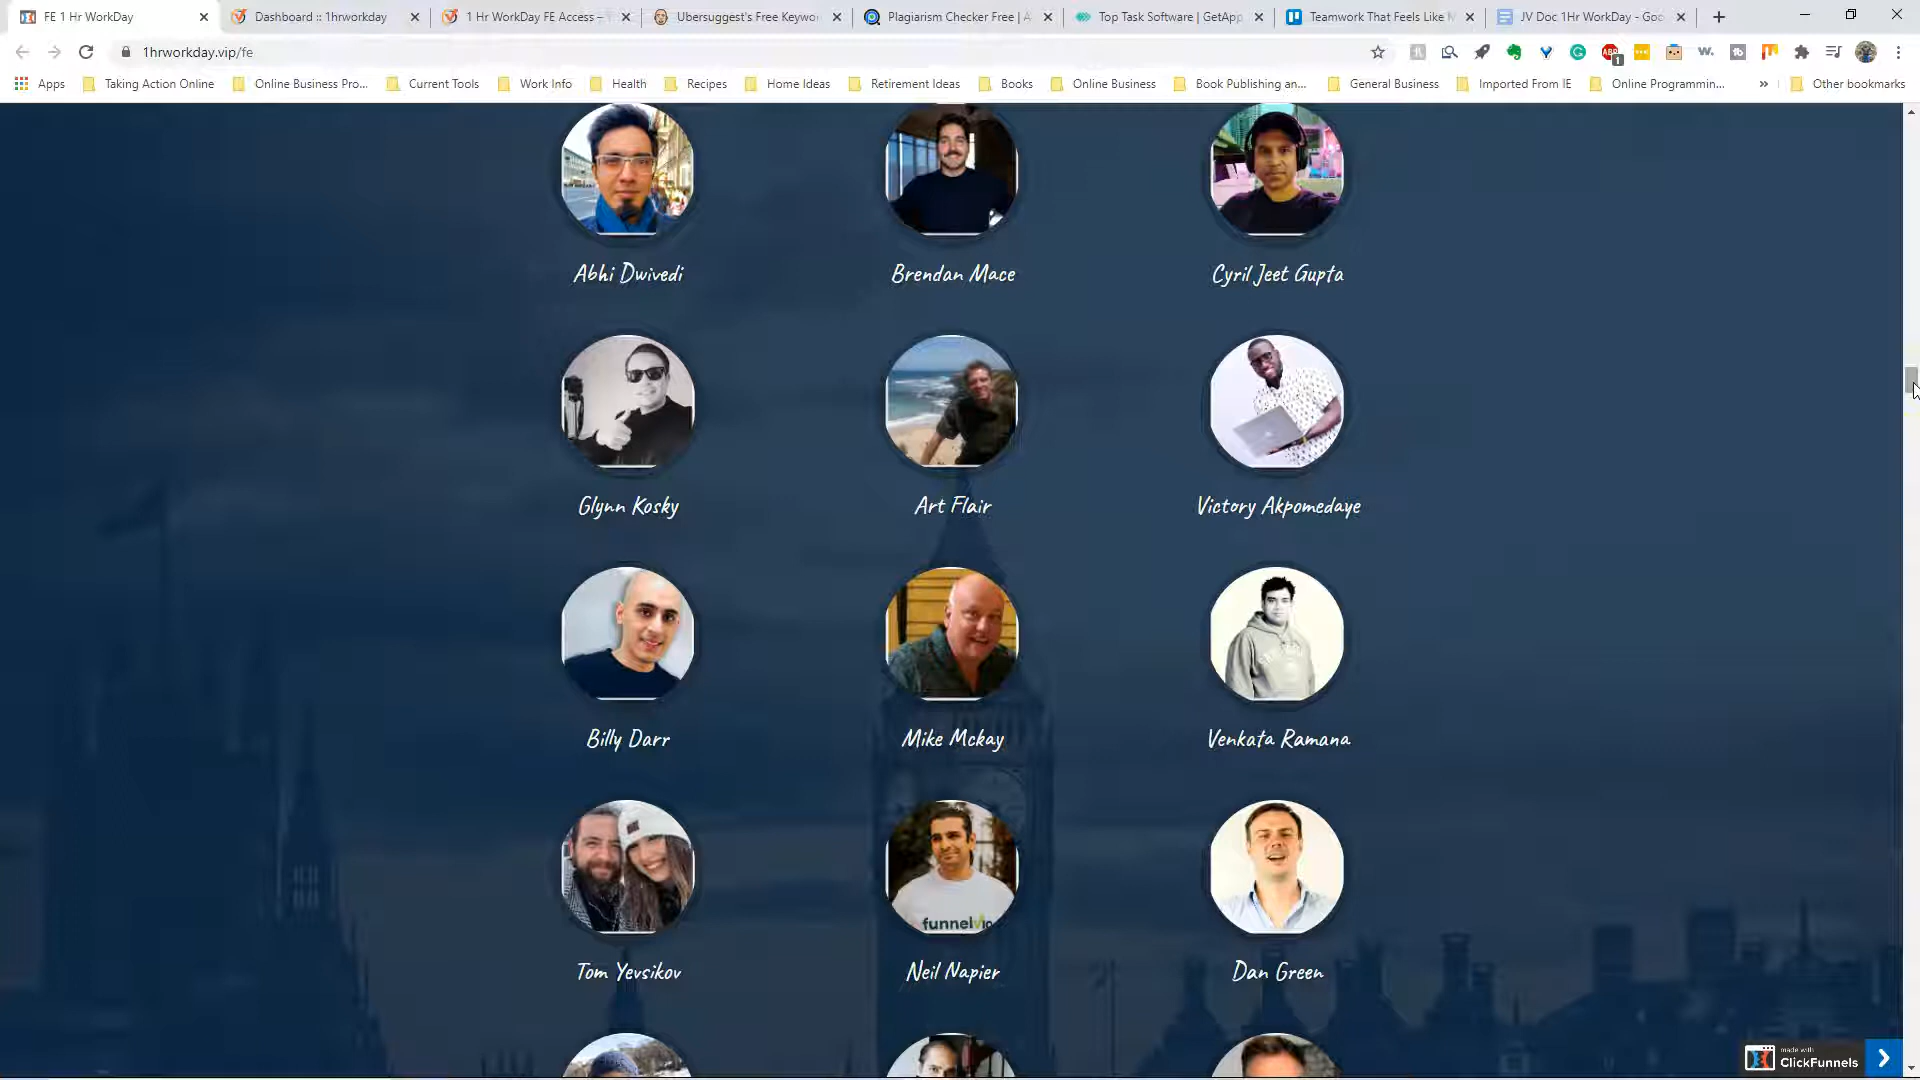 FE 1 Hr WorkDay
Dashboard :: 1hrworkday
1 Hr WorkDay FE Access –
Ubersuggest's Free Keywo
Plagiarism Checker Free | A
Top Task Software | GetApp
Teamwork That Feels Like
JV Doc 1Hr WorkDay - Goo
1hrworkday.vip/fe
Apps
Taking Action Online
Online Business Pro...
Current Tools
Work Info
Health
Recipes
Home Ideas
Retirement Ideas
Books
Online Business
Book Publishing an...
General Business
Imported From IE
Online Programmin...
Other bookmarks
Abhi Dwivedi
Brendan Mace
Cyril Jeet Gupta
Glynn Kosky
Art Flair
Victory Akpomedaye
Billy Darr
Mike Mckay
Venkata Ramana
funnelvio
Tom Yevsikov
Neil Napier
Dan Green
made with
ClickFunnels